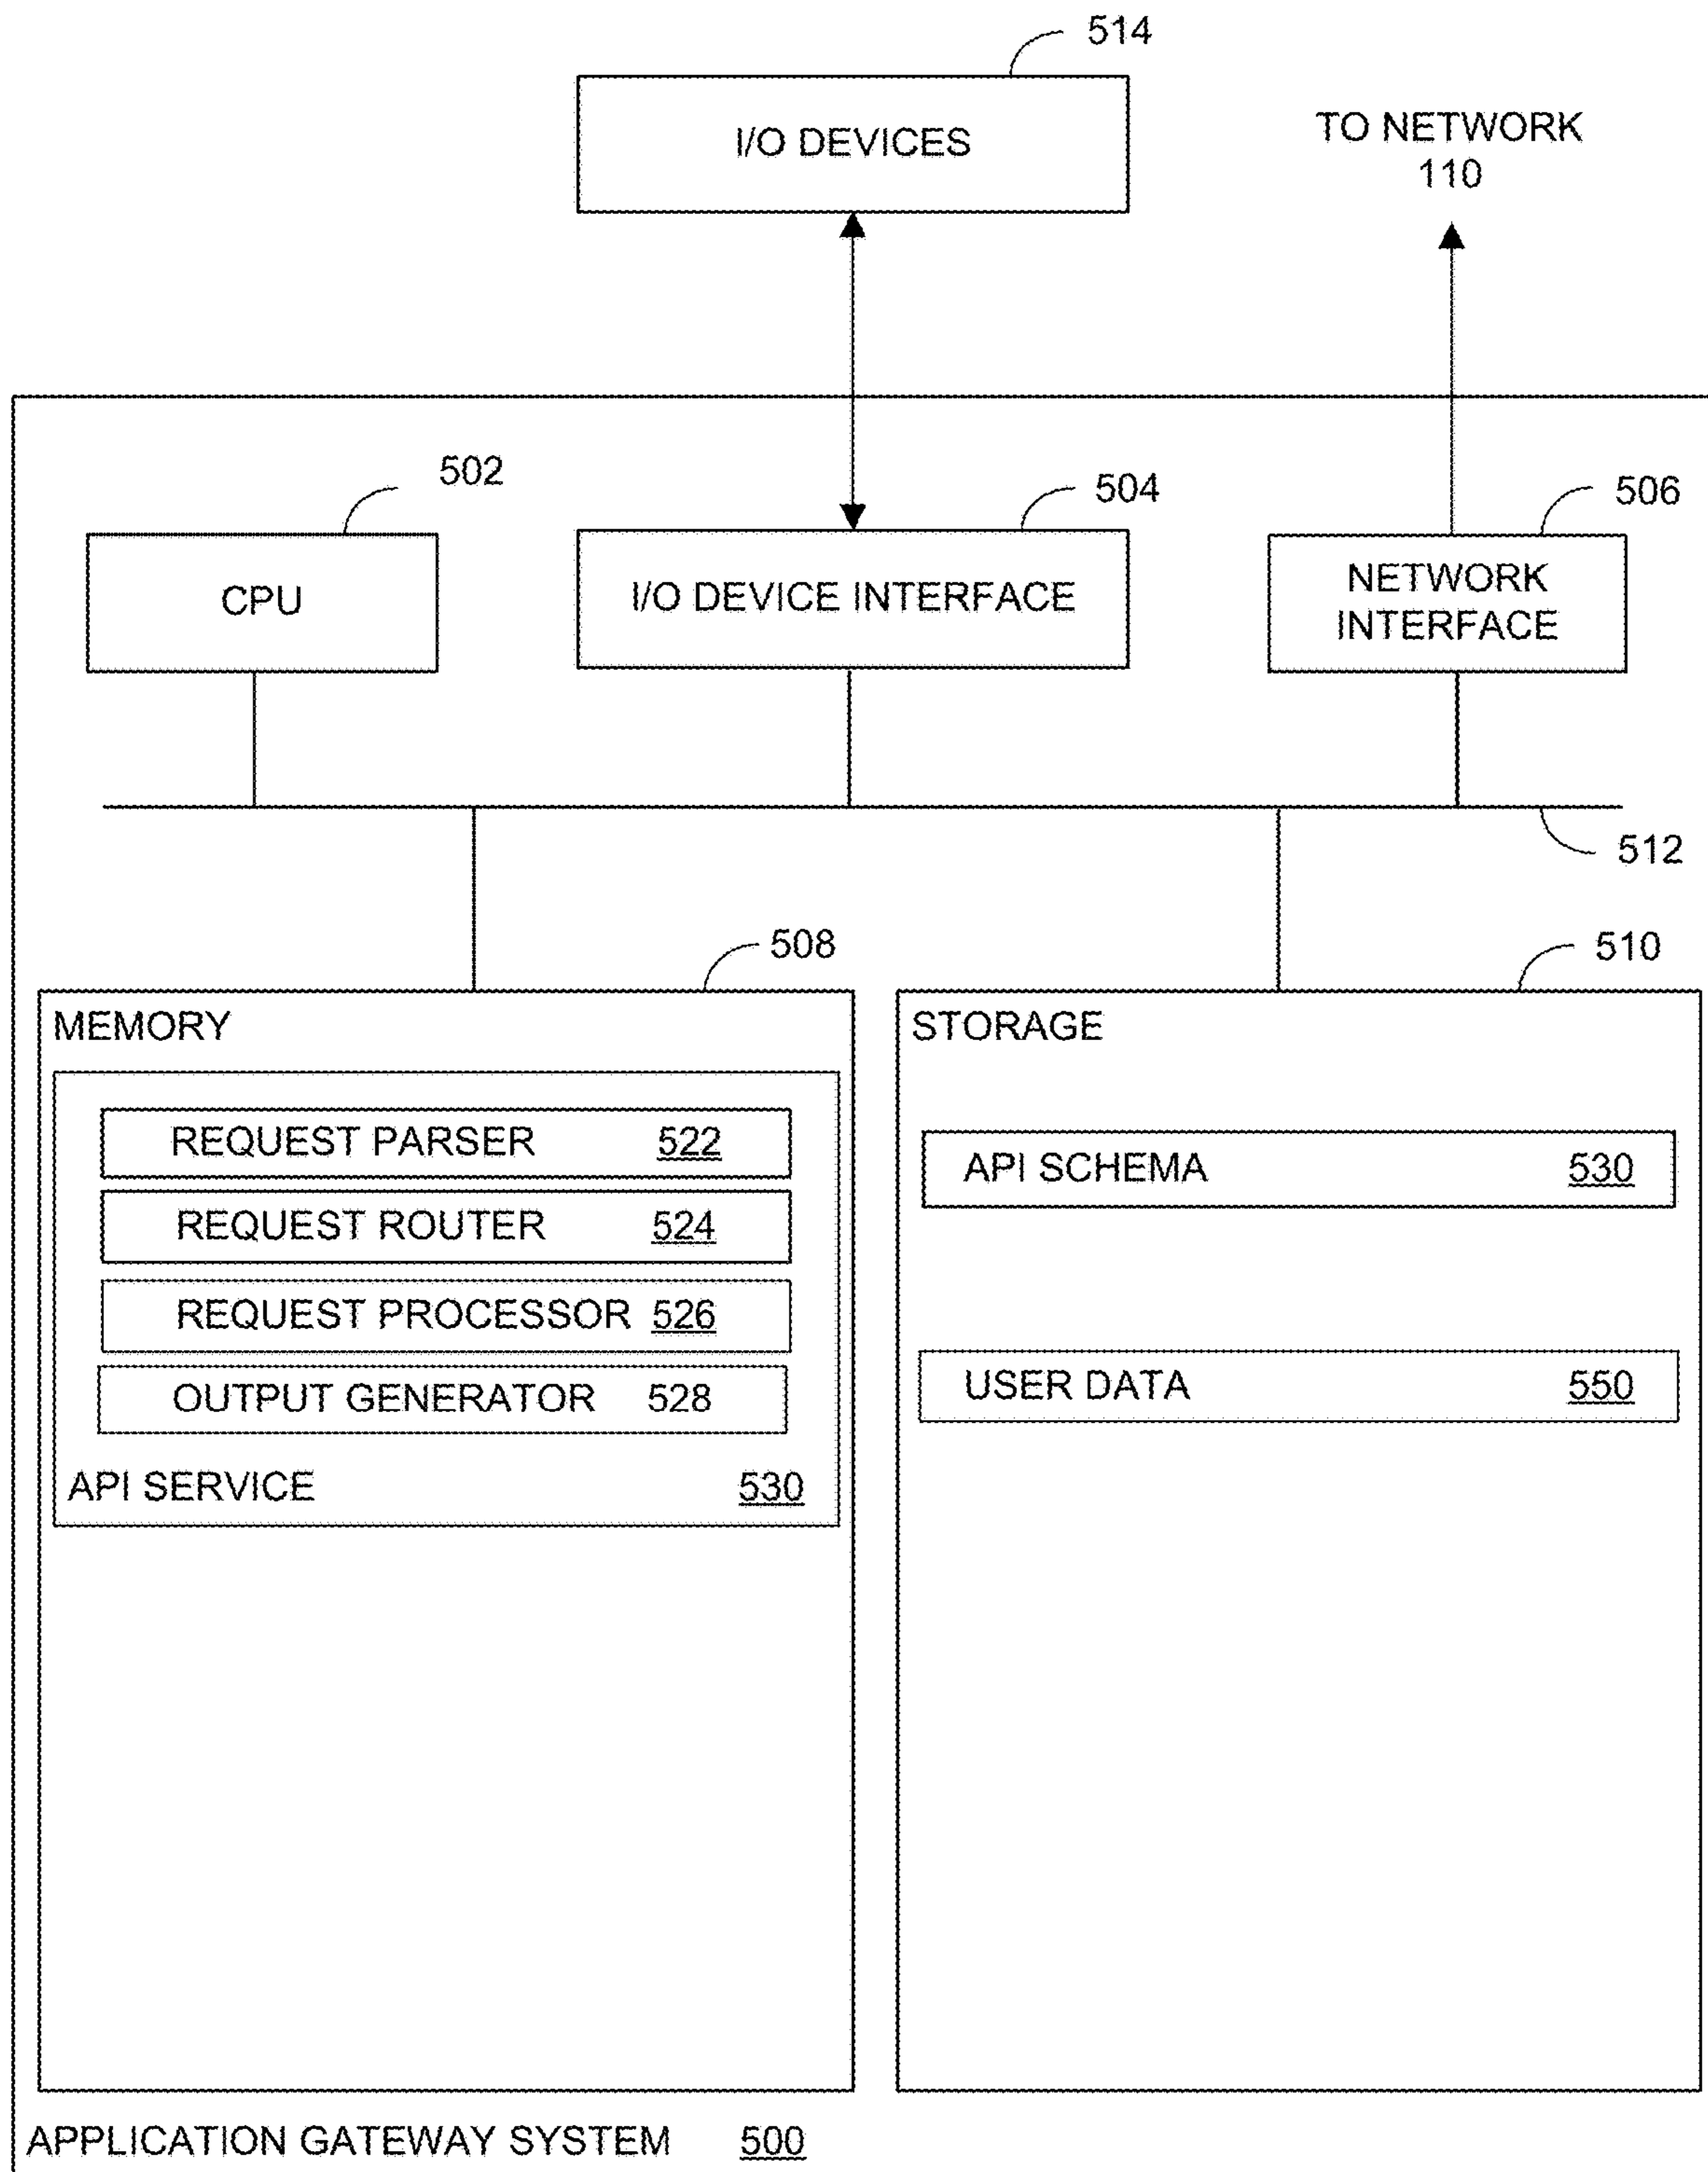 514
I/O DEVICES
TO NETWORK
110
502
504
506
CPU
I/O DEVICE INTERFACE
NETWORK
INTERFACE
512
508
510
MEMORY
REQUEST PARSER 522
REQUEST ROUTER 524
REQUEST PROCESSOR 526
OUTPUT GENERATOR 528
API SERVICE 530
STORAGE
API SCHEMA 530
USER DATA 550
APPLICATION GATEWAY SYSTEM 500